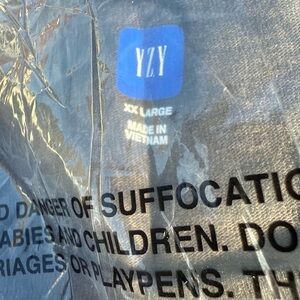 YZY
XX LARGE
MADE IN
VIETNAM
D DANGER OF SUFFOCATIO
ABIES AND CHILDREN. DO
RIAGES OR PLAYPENS. TH